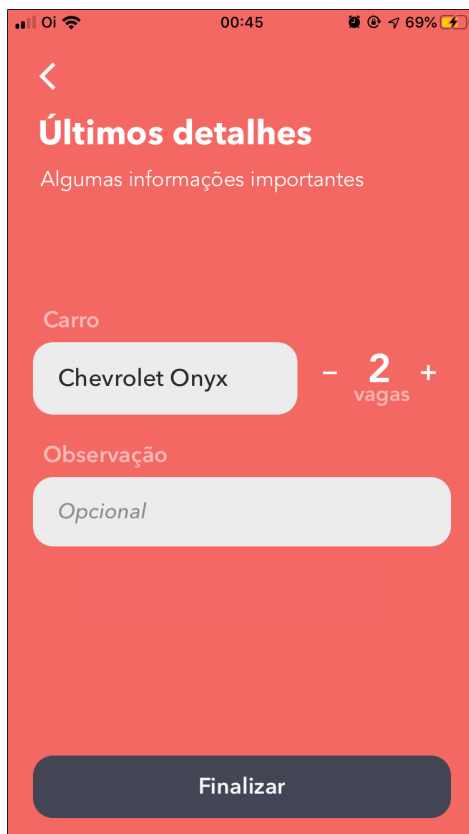 Oi 00:45 69%
Últimos detalhes
Algumas informações importantes
Carro
Chevrolet Onyx - 2 +
vagas
Observação
Opcional
Finalizar